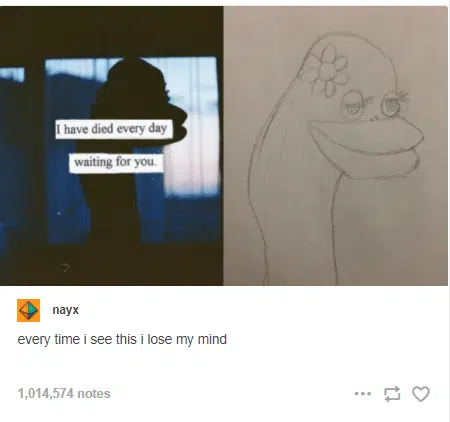 I have died every day
waiting for you.
nayx
every time i see this i lose my mind
1,014,574 notes